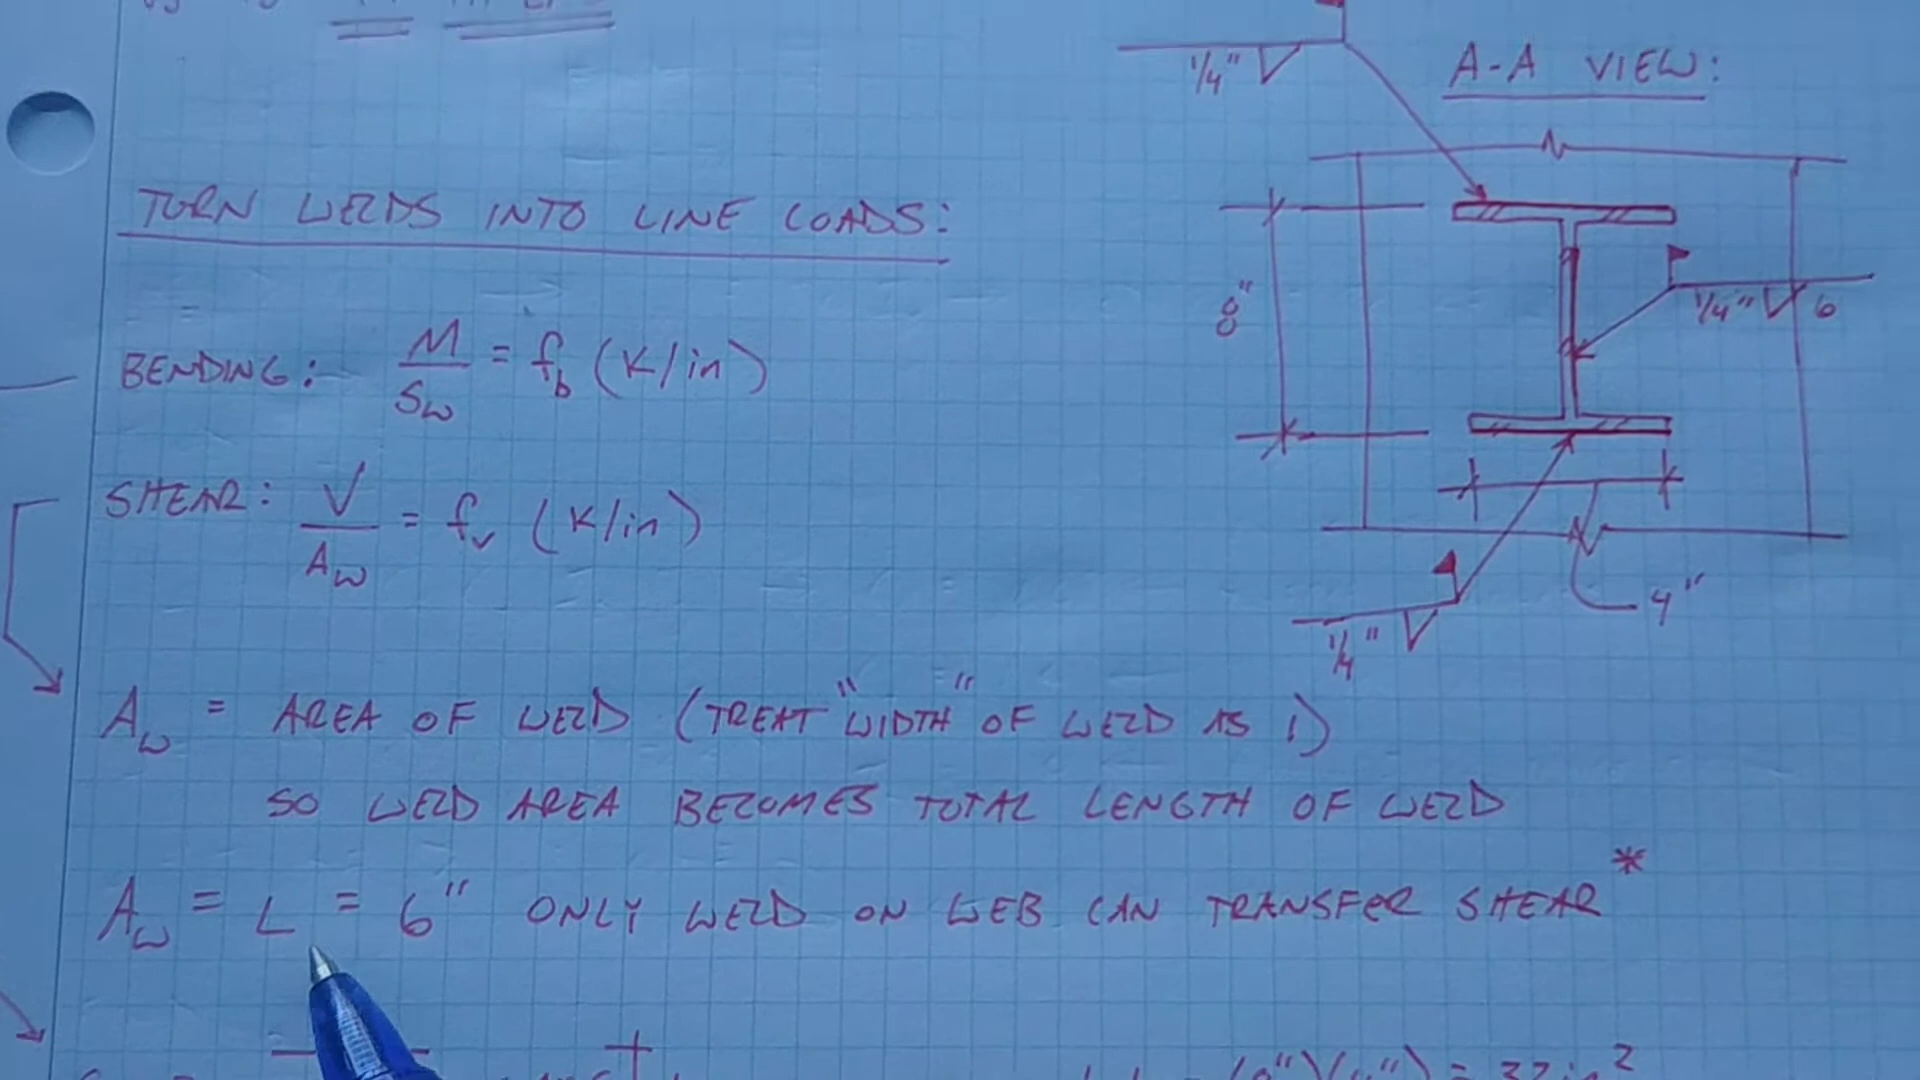 TURN WELDS INTO LINE LOADS:
BENDING: M/Sw = fb (K/in)
SHEAR: V/Aw = fv (K/in)
Aw = AREA OF WELD (TREAT "WIDTH" OF WELD AS 1)
SO WELD AREA BECOMES TOTAL LENGTH OF WELD
Aw = L = 6" ONLY WELD ON WEB CAN TRANSFER SHEAR*
= 32in²
A-A VIEW:
1/4"
8"
1/4" 6
4"
1/4"